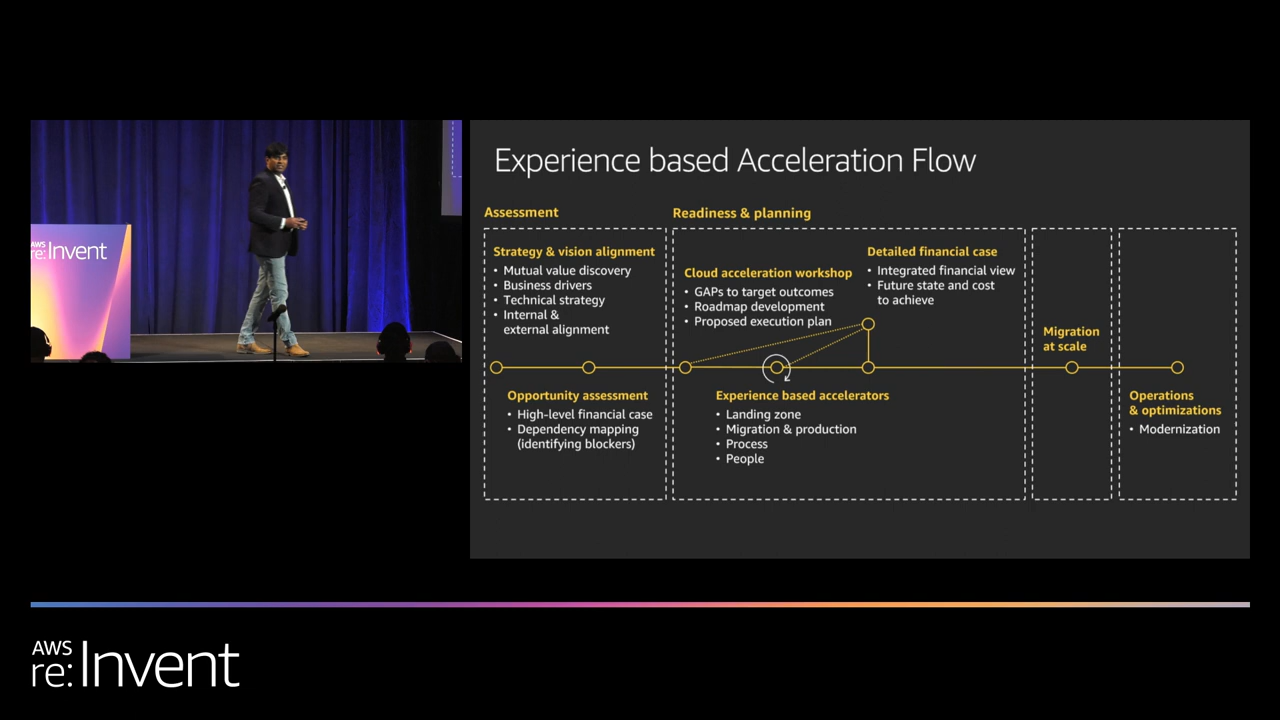 AWS
re:Invent
Experience based Acceleration Flow
Assessment
Strategy & vision alignment
• Mutual value discovery
• Business drivers
• Technical strategy
• Internal &
external alignment
Opportunity assessment
• High-level financial case
• Dependency mapping
(identifying blockers)
Readiness & planning
Cloud acceleration workshop
• GAPs to target outcomes
• Roadmap development
• Proposed execution plan
Detailed financial case
• Integrated financial view
• Future state and cost
to achieve
Experience based accelerators
• Landing zone
• Migration & production
• Process
• People
Migration
at scale
Operations
& optimizations
• Modernization
AWS
re:Invent